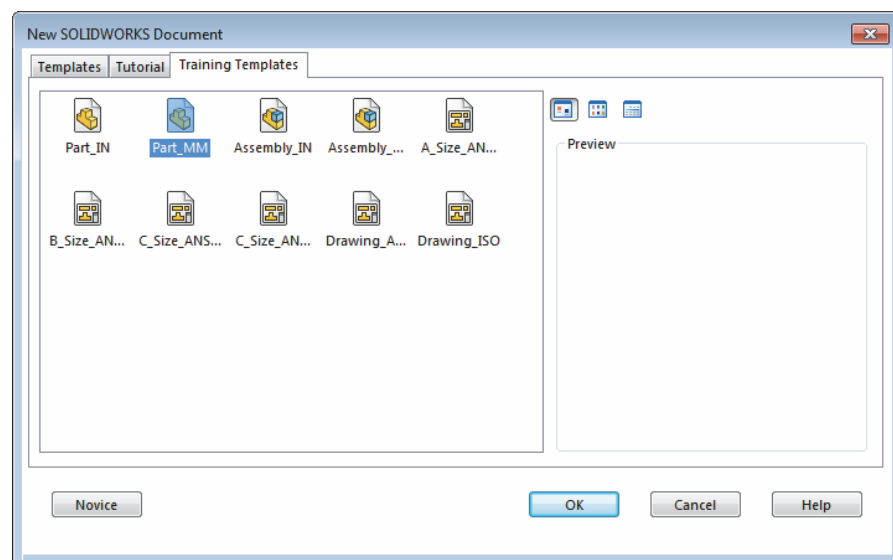 New SOLIDWORKS Document
Templates Tutorial Training Templates
Part_IN Part_MM Assembly_IN Assembly_... A_Size_AN...
Preview
B_Size_AN... C_Size_ANS... C_Size_AN... Drawing_A... Drawing_ISO
Novice OK Cancel Help